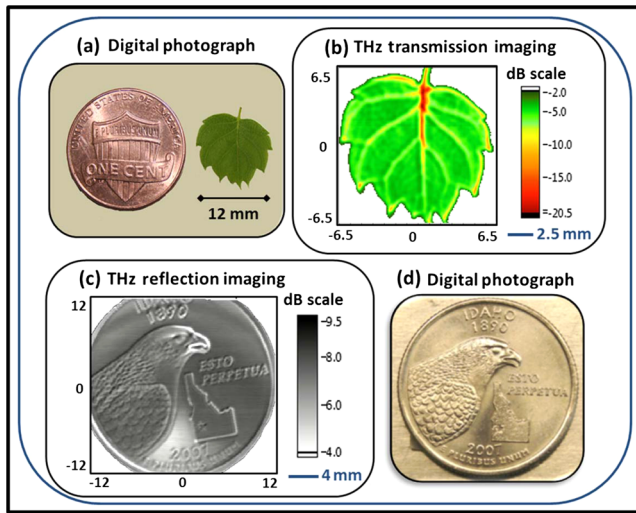 (a) Digital photograph
UNITED STATES OF AMERICA
E PLURIBUS UNUM
ONE CENT
12 mm
(b) THz transmission imaging
dB scale
6.5
0
-6.5
-6.5 0 6.5
-2.0
-5.0
-10.0
-15.0
-20.5
2.5 mm
(c) THz reflection imaging
dB scale
12
0
-12
-12 0 12
-9.5
-8.0
-6.0
-4.0
4 mm
IDAHO
1890
ESTO
PERPETUA
2007
PLURIBUS UNUM
(d) Digital photograph
IDAHO
1890
ESTO
PERPETUA
2007
PLURIBUS UNUM